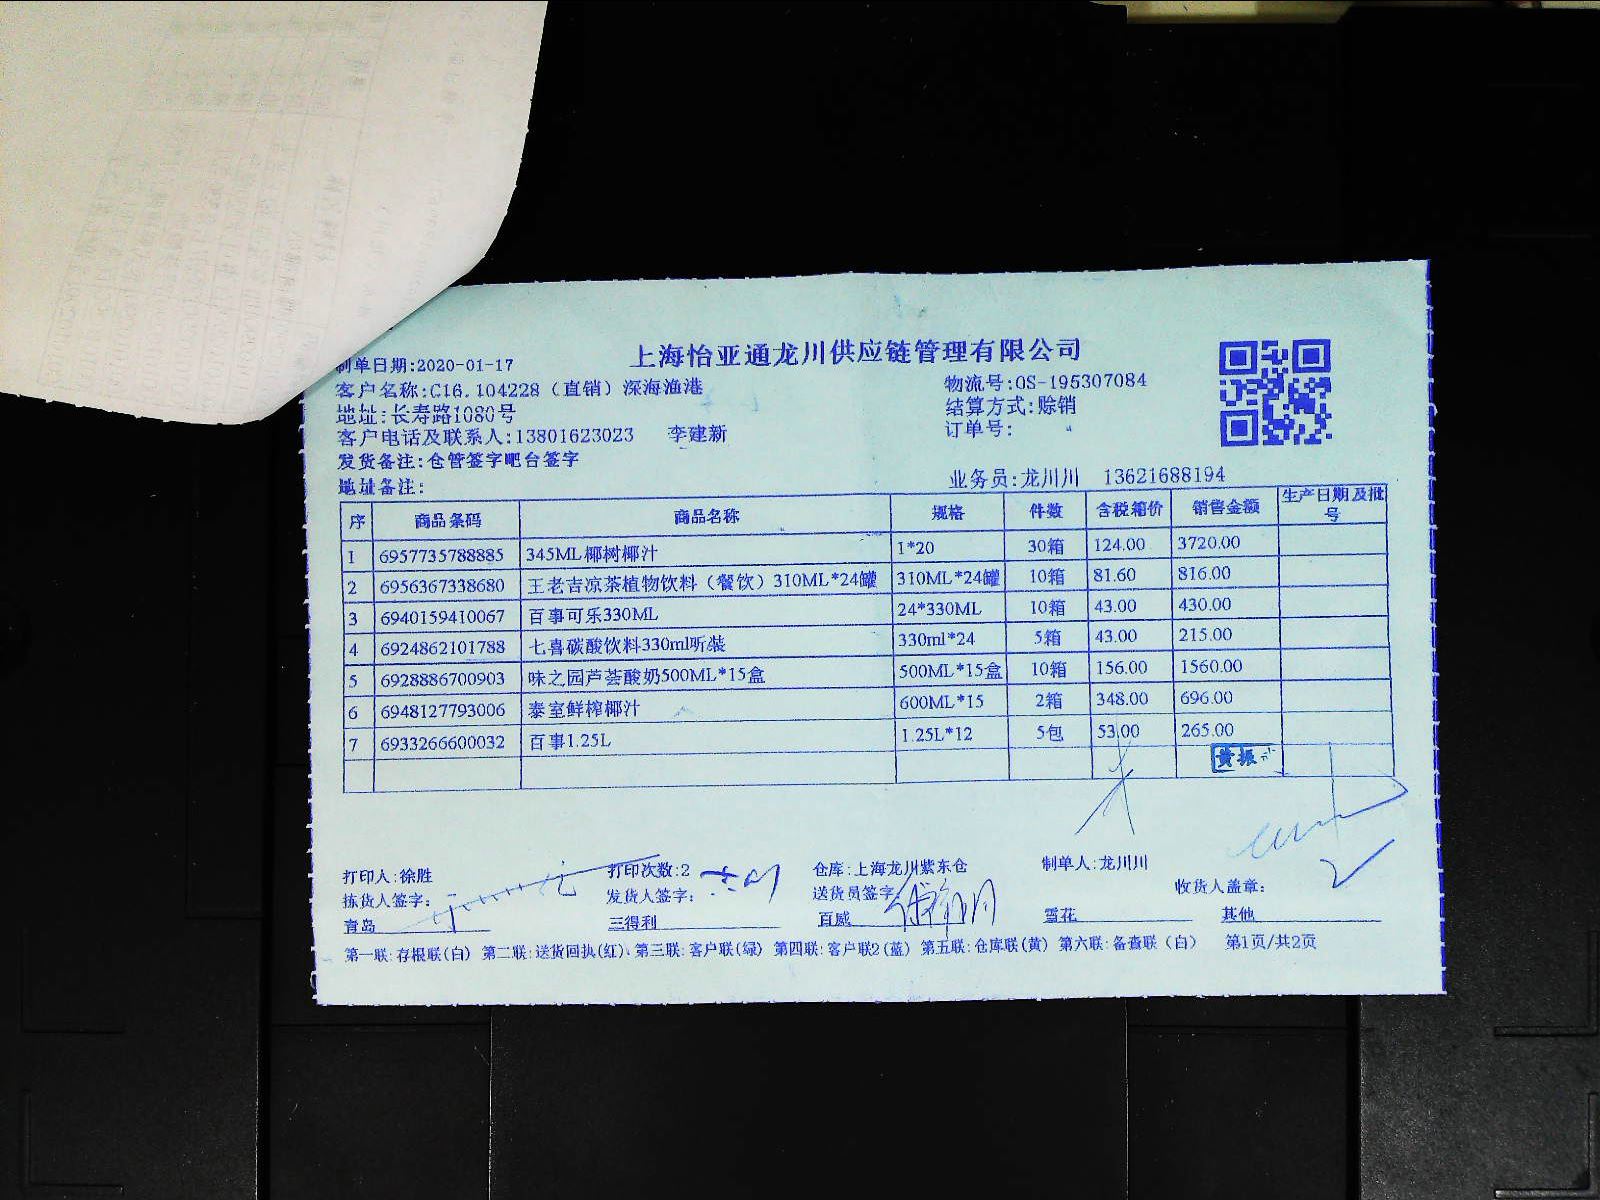 上海怡亚通龙川供应链管理有限公司
制单日期:2020-01-17
客户名称:C16.104228（直销）深海渔港 物流号:OS-195307084
地址:长寿路1080号 结算方式:赊销
客户电话及联系人:13801623023 李建新 订单号:
发货备注:仓管签字吧台签字
地址备注: 业务员:龙川川 13621688194
序 商品条码 商品名称 规格 件数 含税箱价 销售金额 生产日期及批号
1 6957735788885 345ML椰树椰汁 1*20 30箱 124.00 3720.00
2 6956367338680 王老吉凉茶植物饮料（餐饮）310ML*24罐 310ML*24罐 10箱 81.60 816.00
3 6940159410067 百事可乐330ML 24*330ML 10箱 43.00 430.00
4 6924862101788 七喜碳酸饮料330ml听装 330ml*24 5箱 43.00 215.00
5 6928886700903 味之园芦荟酸奶500ML*15盒 500ML*15盒 10箱 156.00 1560.00
6 6948127793006 泰室鲜榨椰汁 600ML*15 2箱 348.00 696.00
7 6933266600032 百事1.25L 1.25L*12 5包 53.00 265.00
黄振
打印人:徐胜 打印次数:2 仓库:上海龙川紫东仓 制单人:龙川川
拣货人签字: 发货人签字: 送货员签字: 收货人盖章:
青岛 三得利 百威 雪花 其他
第一联:存根联(白) 第二联:送货回执(红) 第三联:客户联(绿) 第四联:客户联2(蓝) 第五联:仓库联(黄) 第六联:备查联（白） 第1页/共2页